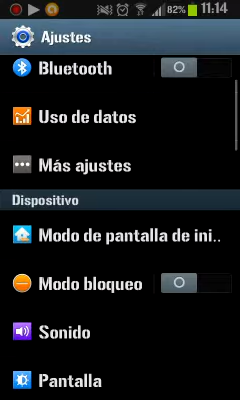 82% 11:14
Ajustes
Bluetooth
Uso de datos
Más ajustes
Dispositivo
Modo de pantalla de ini..
Modo bloqueo
Sonido
Pantalla